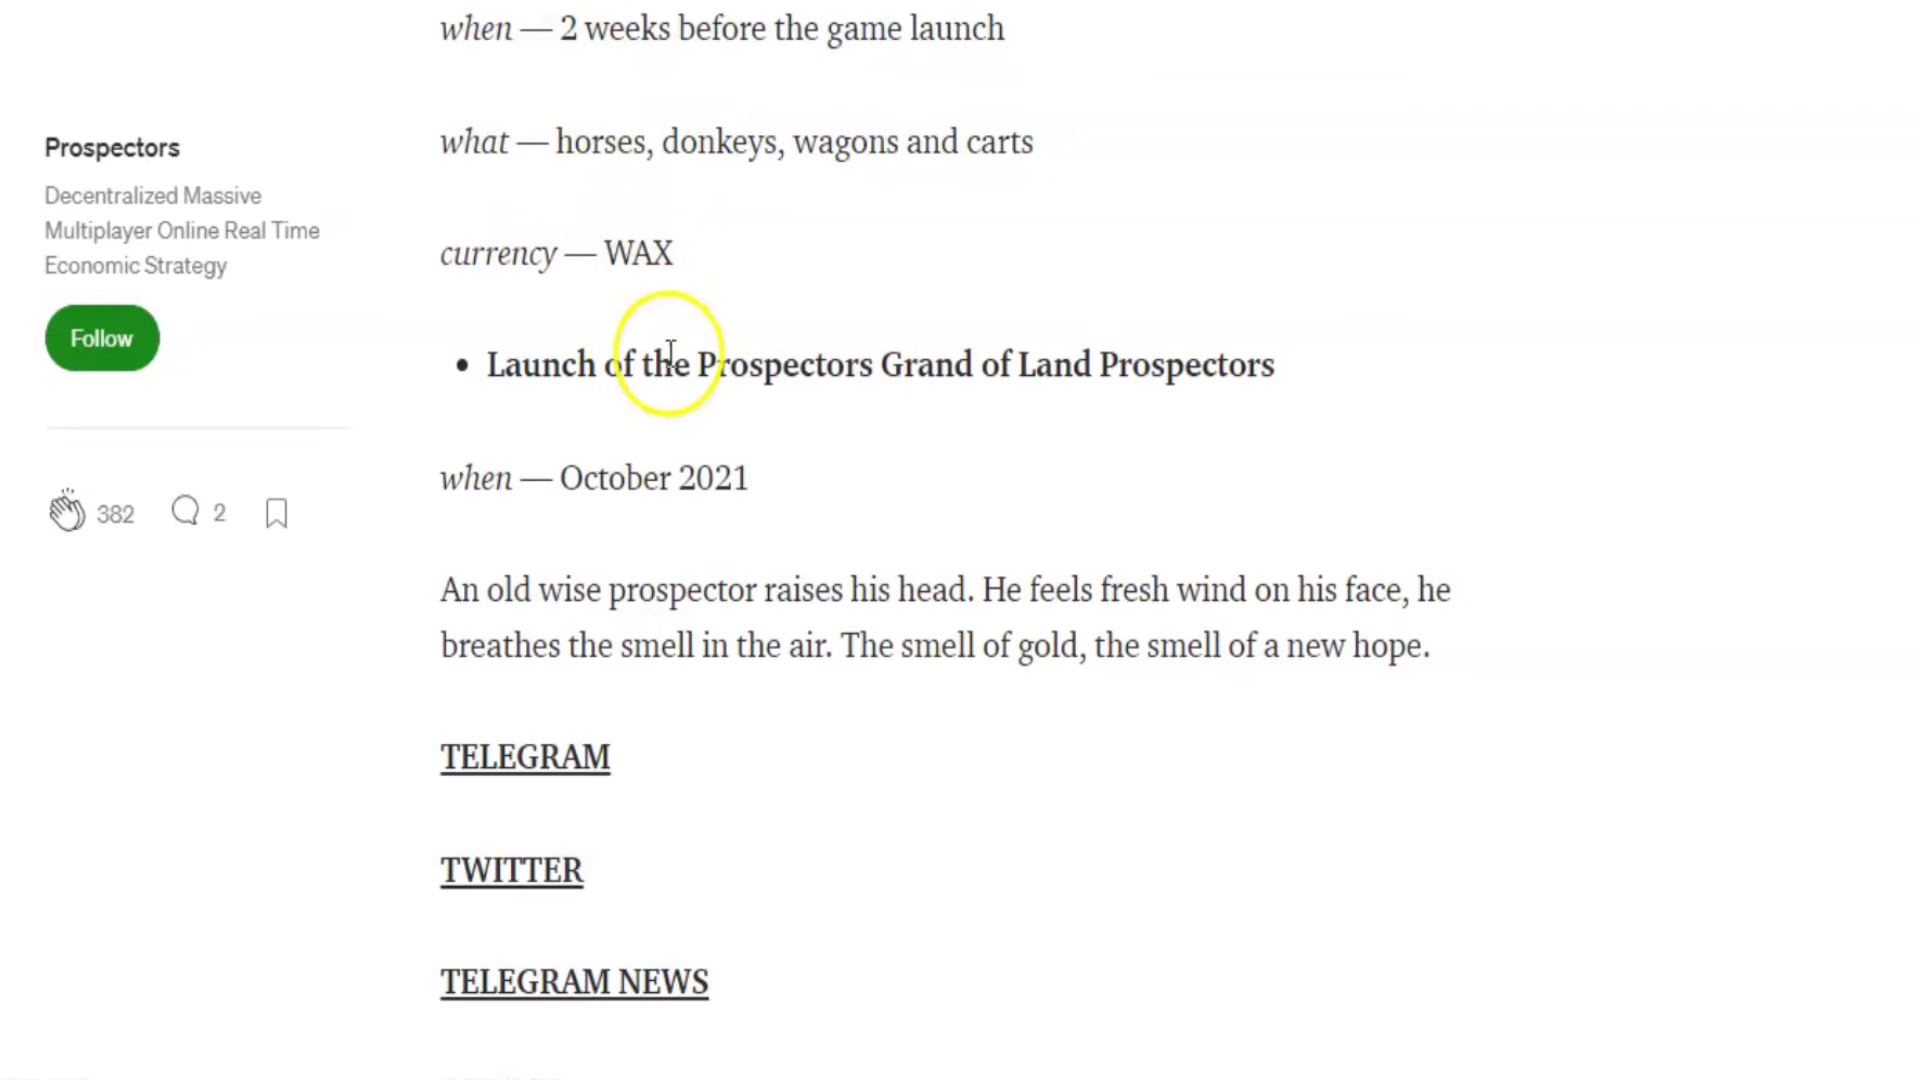 when — 2 weeks before the game launch
what — horses, donkeys, wagons and carts
currency — WAX
• Launch of the Prospectors Grand of Land Prospectors
when — October 2021
An old wise prospector raises his head. He feels fresh wind on his face, he
breathes the smell in the air. The smell of gold, the smell of a new hope.
TELEGRAM
TWITTER
TELEGRAM NEWS
Prospectors
Decentralized Massive
Multiplayer Online Real Time
Economic Strategy
Follow
382 2